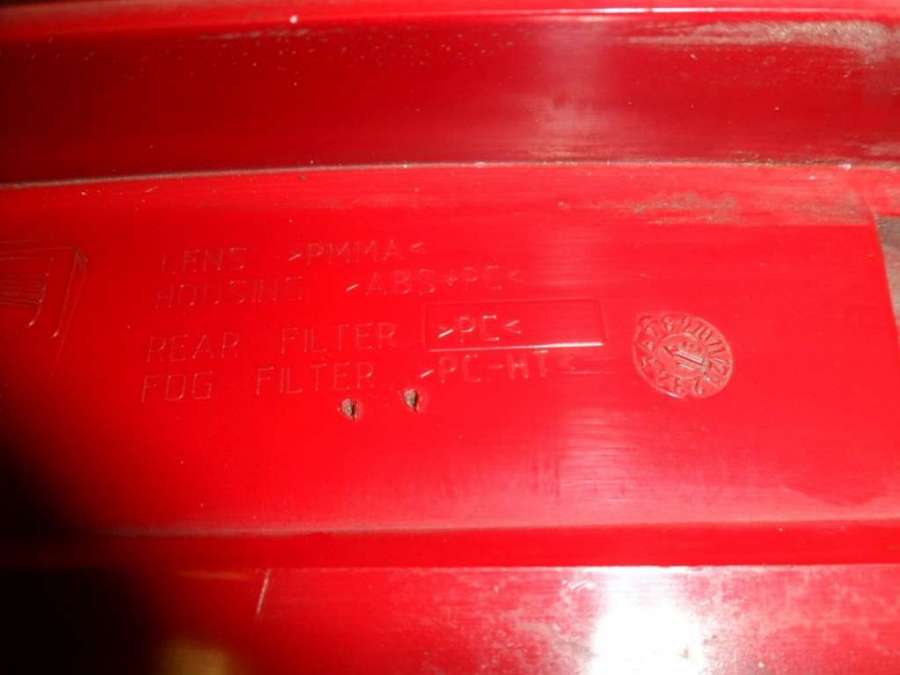 LENS >PMMA<
HOUSING >ABS+PC<
REAR FILTER >PC<
FOG FILTER >PC-HT<